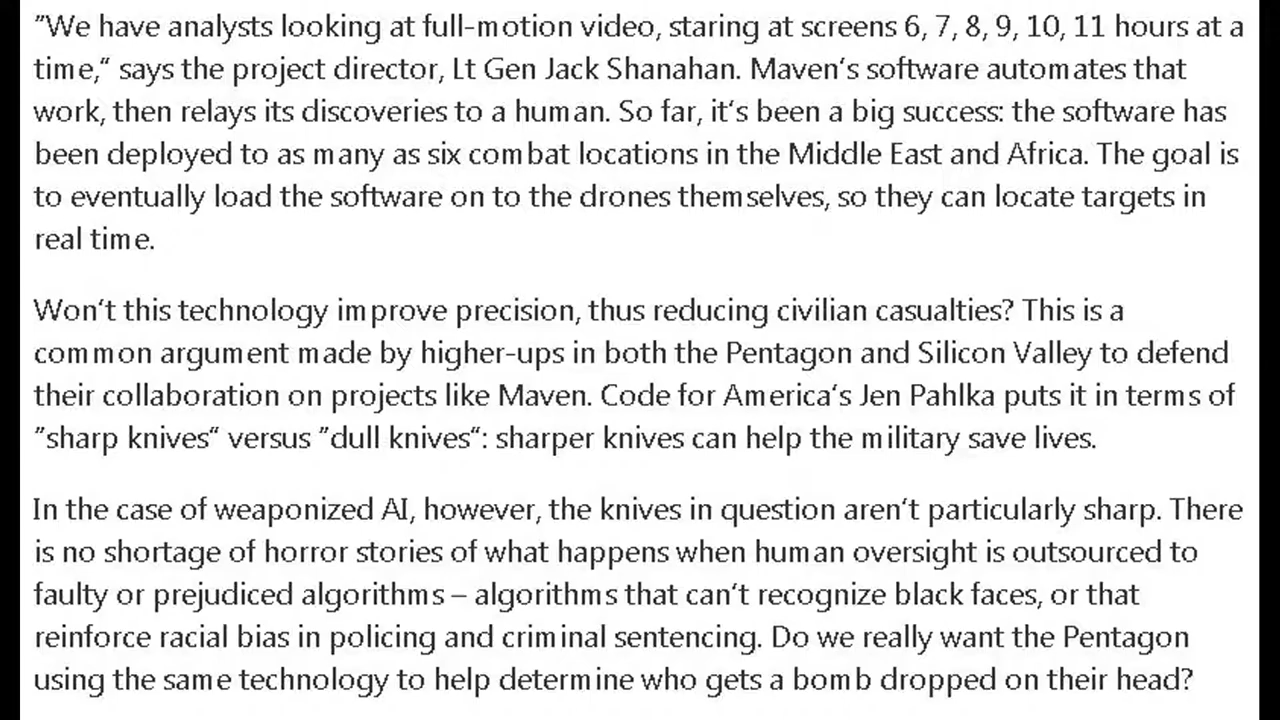 "We have analysts looking at full-motion video, staring at screens 6, 7, 8, 9, 10, 11 hours at a
time," says the project director, Lt Gen Jack Shanahan. Maven's software automates that
work, then relays its discoveries to a human. So far, it's been a big success: the software has
been deployed to as many as six combat locations in the Middle East and Africa. The goal is
to eventually load the software on to the drones themselves, so they can locate targets in
real time.
Won't this technology improve precision, thus reducing civilian casualties? This is a
common argument made by higher-ups in both the Pentagon and Silicon Valley to defend
their collaboration on projects like Maven. Code for America's Jen Pahlka puts it in terms of
"sharp knives" versus "dull knives": sharper knives can help the military save lives.
In the case of weaponized AI, however, the knives in question aren't particularly sharp. There
is no shortage of horror stories of what happens when human oversight is outsourced to
faulty or prejudiced algorithms – algorithms that can't recognize black faces, or that
reinforce racial bias in policing and criminal sentencing. Do we really want the Pentagon
using the same technology to help determine who gets a bomb dropped on their head?